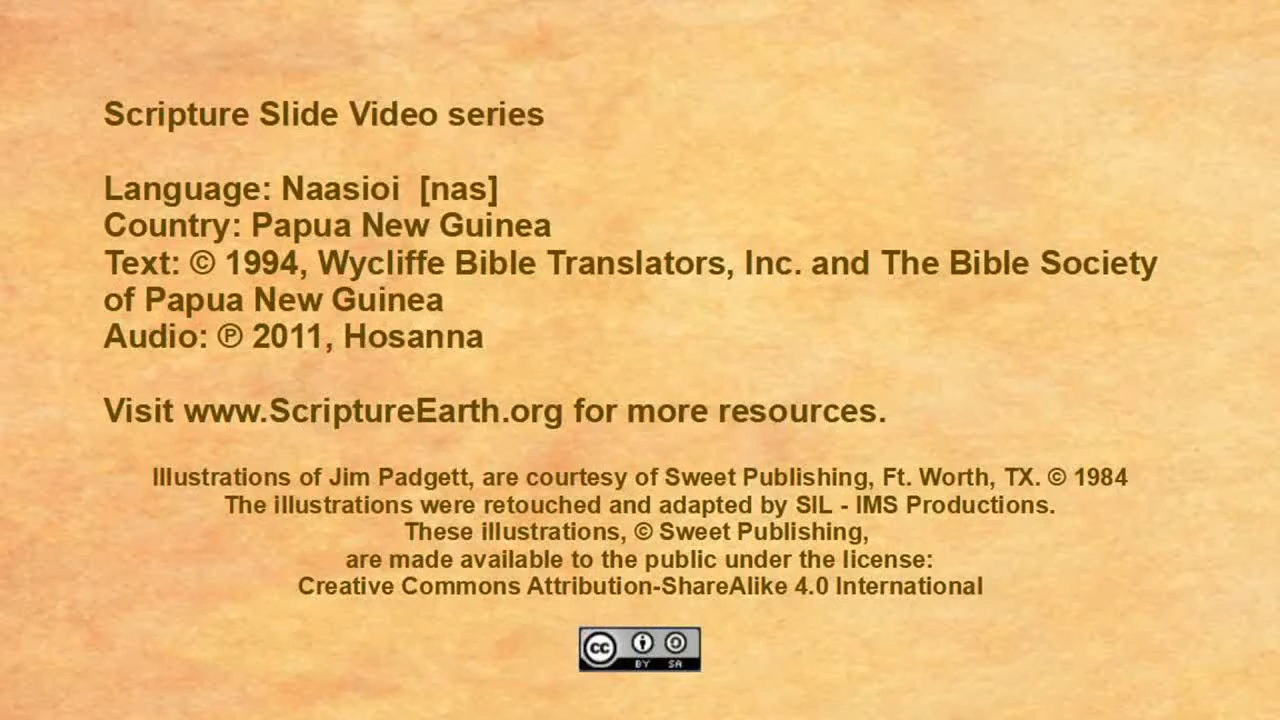 Scripture Slide Video series
Language: Naasioi [nas]
Country: Papua New Guinea
Text: © 1994, Wycliffe Bible Translators, Inc. and The Bible Society
of Papua New Guinea
Audio: ℗ 2011, Hosanna
Visit www.ScriptureEarth.org for more resources.
Illustrations of Jim Padgett, are courtesy of Sweet Publishing, Ft. Worth, TX. © 1984
The illustrations were retouched and adapted by SIL - IMS Productions.
These illustrations, © Sweet Publishing,
are made available to the public under the license:
Creative Commons Attribution-ShareAlike 4.0 International
CC BY SA